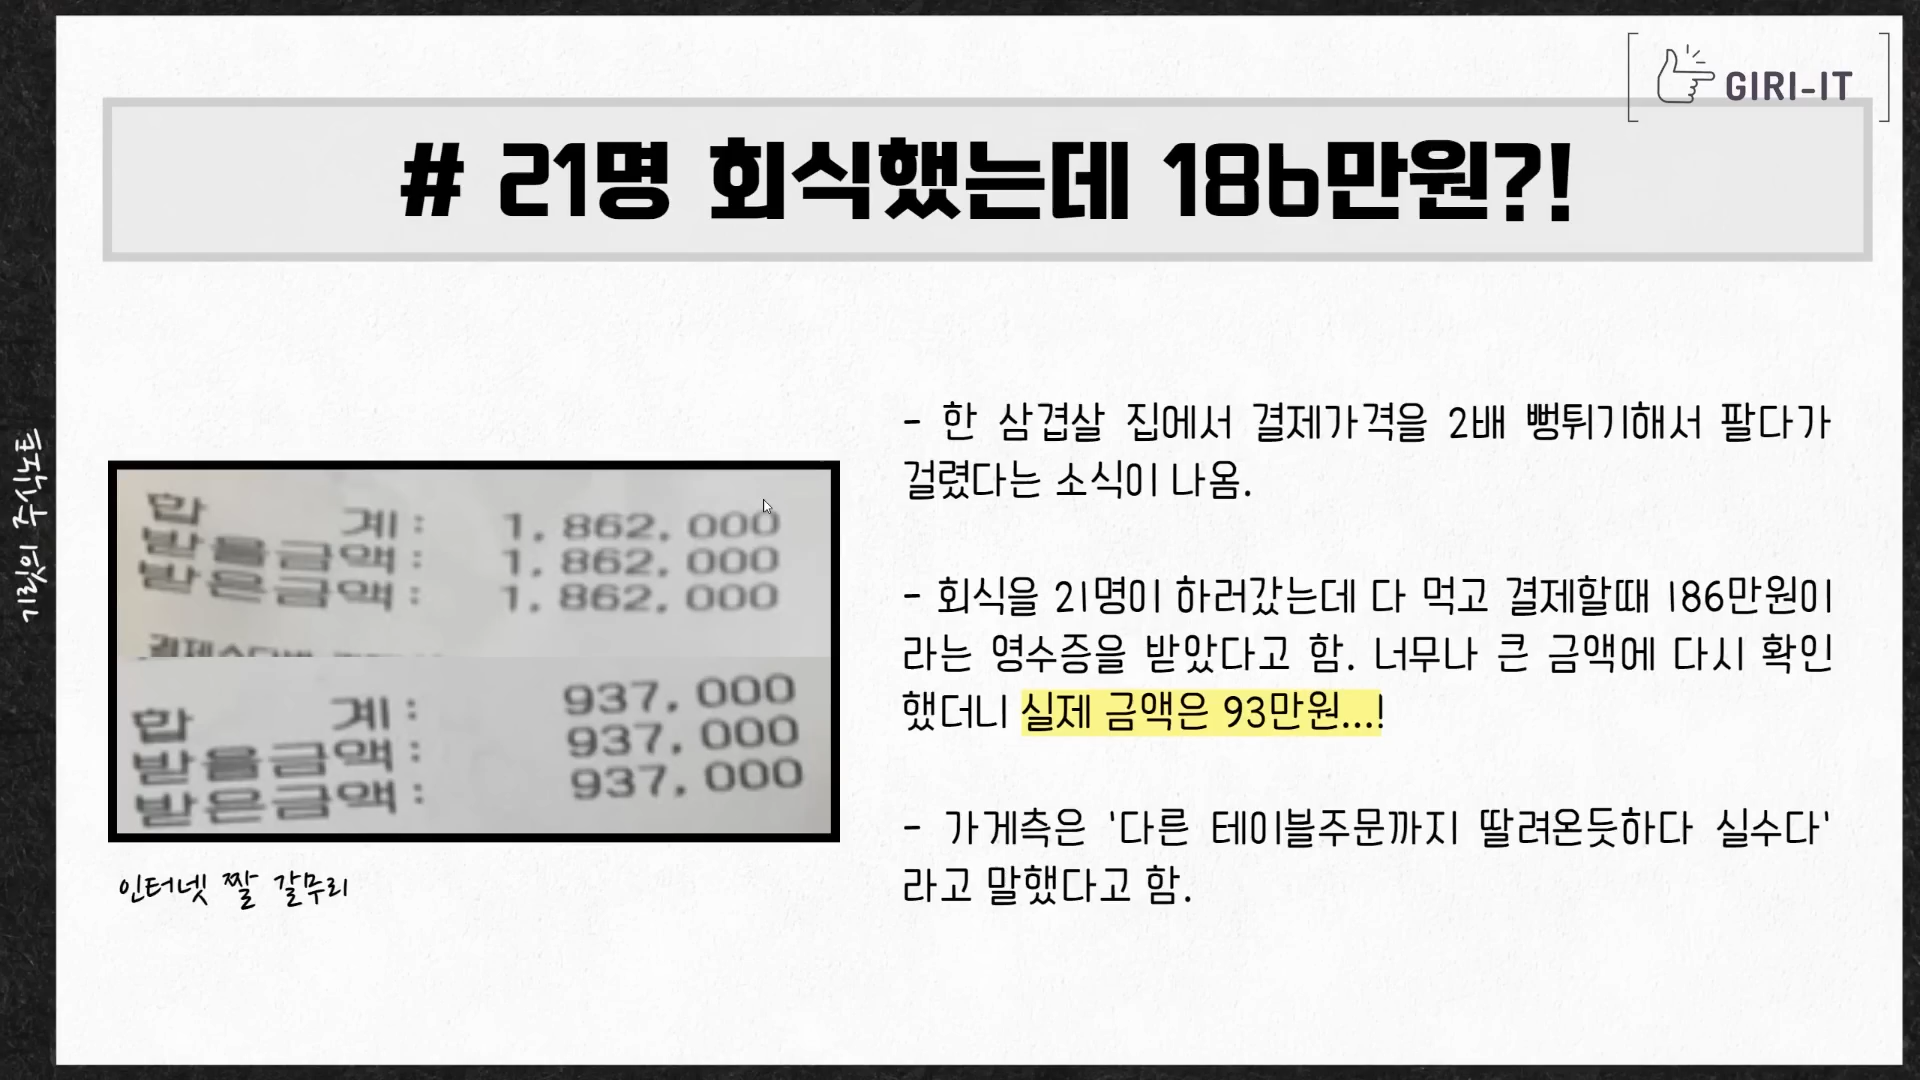 GIRI-IT
# 21명 회식했는데 186만원?!
기릿의 주식노트
합 계 : 1,862,000
받을금액 : 1,862,000
받은금액 : 1,862,000
합 계 : 937,000
받을금액 : 937,000
받은금액 : 937,000
인터넷 짤 갈무리
- 한 삼겹살 집에서 결제가격을 2배 뻥튀기해서 팔다가
걸렸다는 소식이 나옴.
- 회식을 21명이 하러갔는데 다 먹고 결제할때 186만원이
라는 영수증을 받았다고 함. 너무나 큰 금액에 다시 확인
했더니 실제 금액은 93만원...!
- 가게측은 '다른 테이블주문까지 딸려온듯하다 실수다'
라고 말했다고 함.